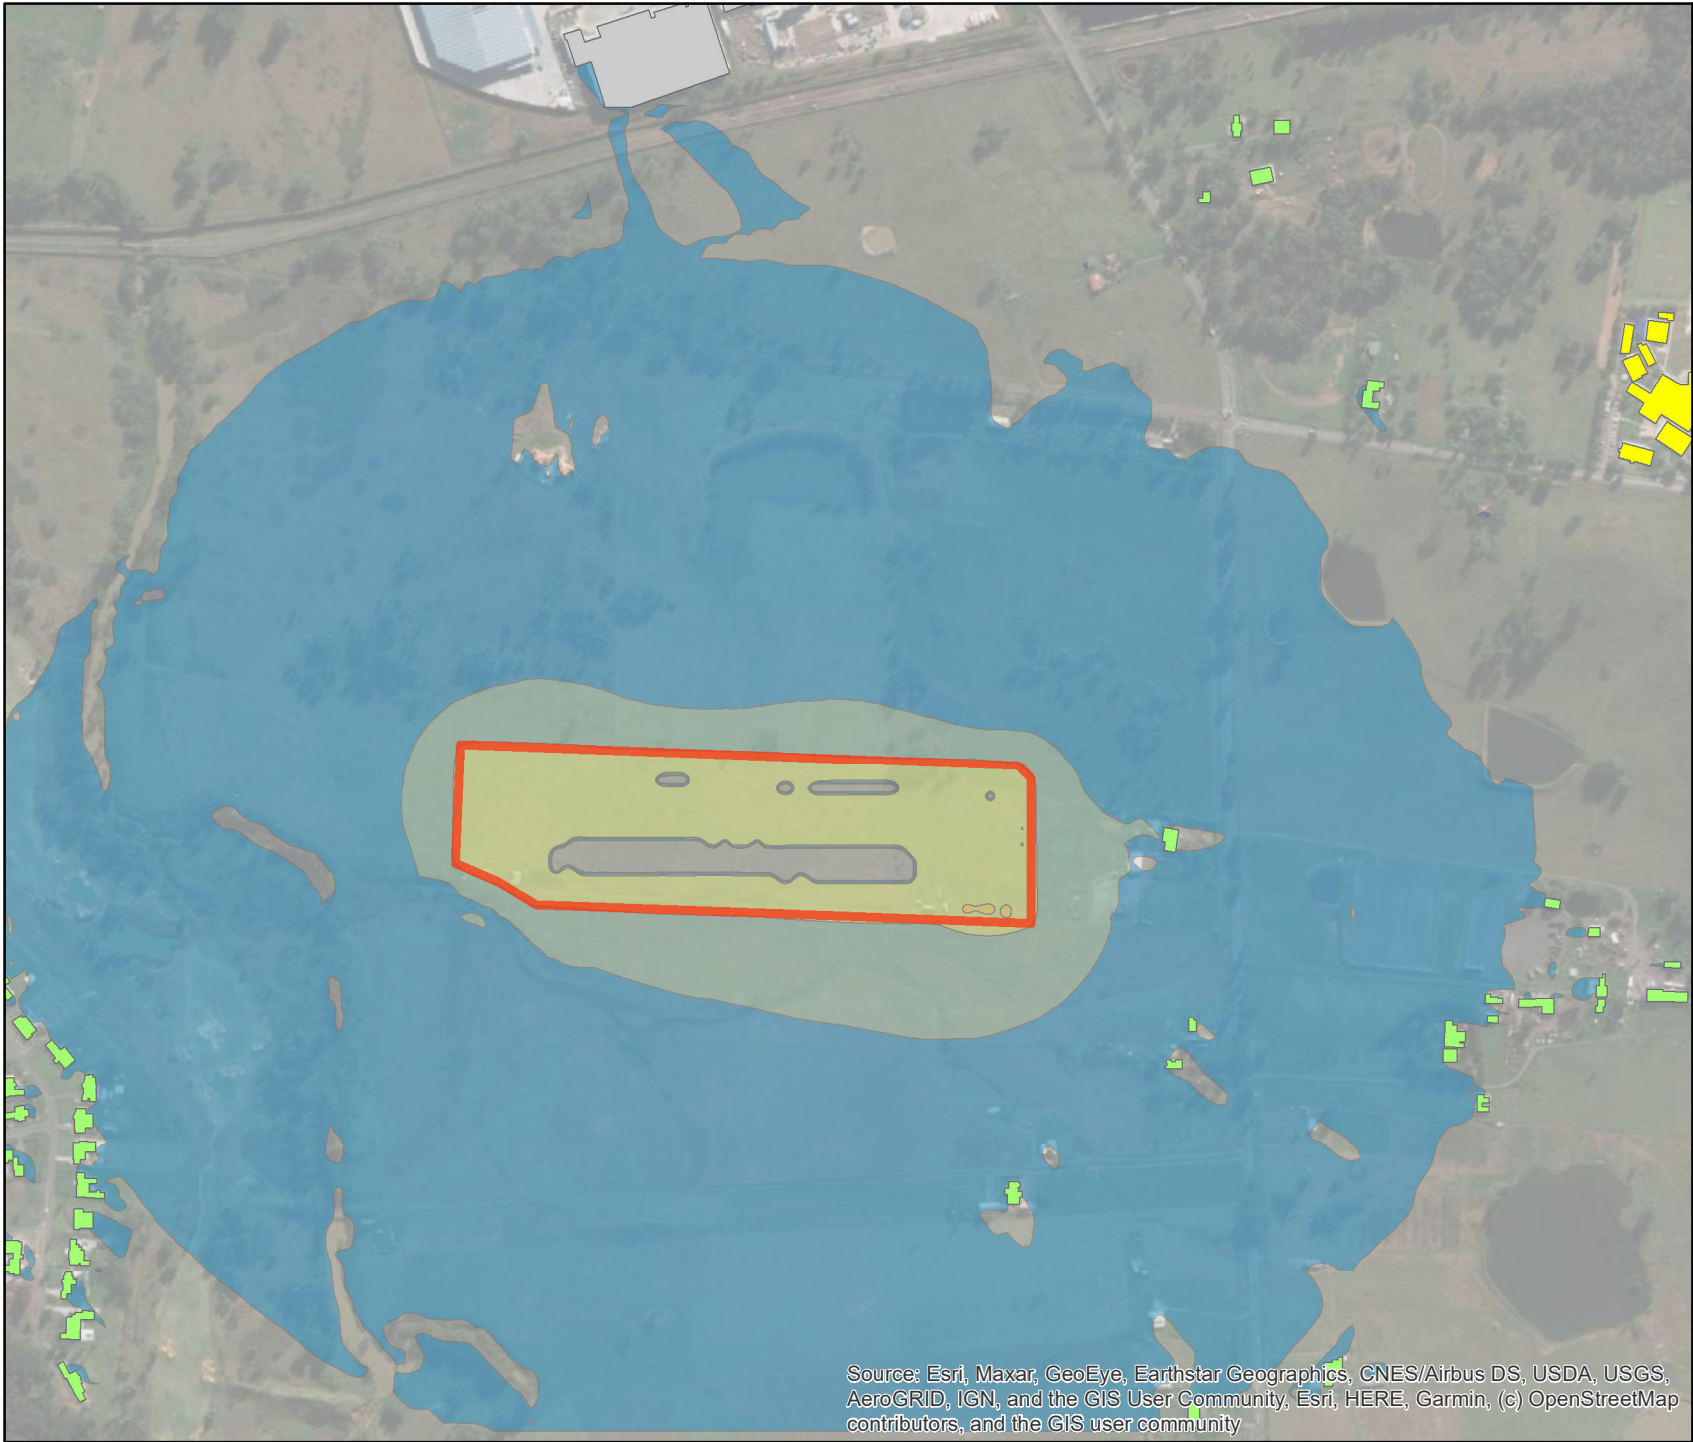 Source: Esri, Maxar, GeoEye, Earthstar Geographics, CNES/Airbus DS, USDA, USGS,
AeroGRID, IGN, and the GIS User Community, Esri, HERE, Garmin, (c) OpenStreetMap
contributors, and the GIS user community